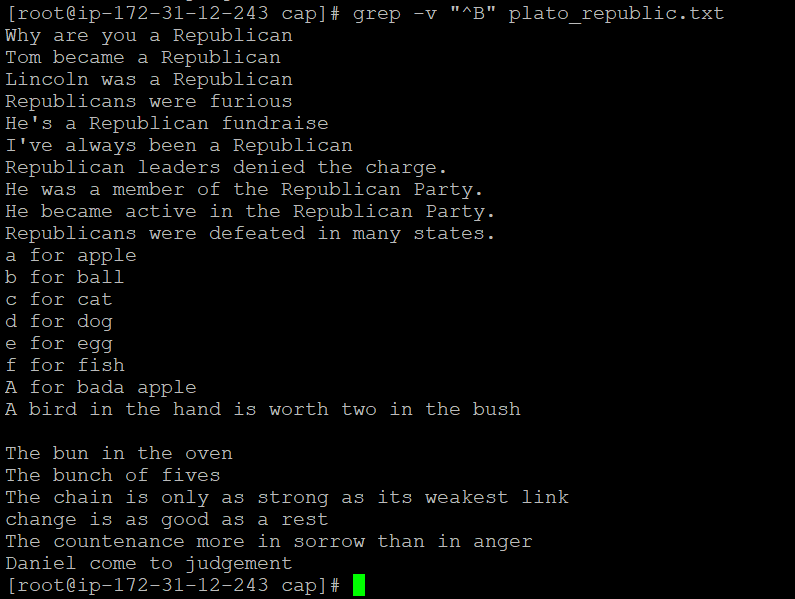 [root@ip-172-31-12-243 cap]# grep -v "^B" plato_republic.txt
Why are you a Republican
Tom became a Republican
Lincoln was a Republican
Republicans were furious
He's a Republican fundraise
I've always been a Republican
Republican leaders denied the charge.
He was a member of the Republican Party.
He became active in the Republican Party.
Republicans were defeated in many states.
a for apple
b for ball
c for cat
d for dog
e for egg
f for fish
A for bada apple
A bird in the hand is worth two in the bush

The bun in the oven
The bunch of fives
The chain is only as strong as its weakest link
change is as good as a rest
The countenance more in sorrow than in anger
Daniel come to judgement
[root@ip-172-31-12-243 cap]#